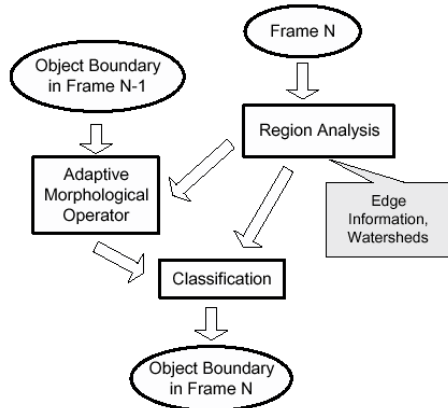 Frame N
Object Boundary
in Frame N-1
Region Analysis
Adaptive
Morphological
Operator
Edge
Information,
Watersheds
Classification
Object Boundary
in Frame N